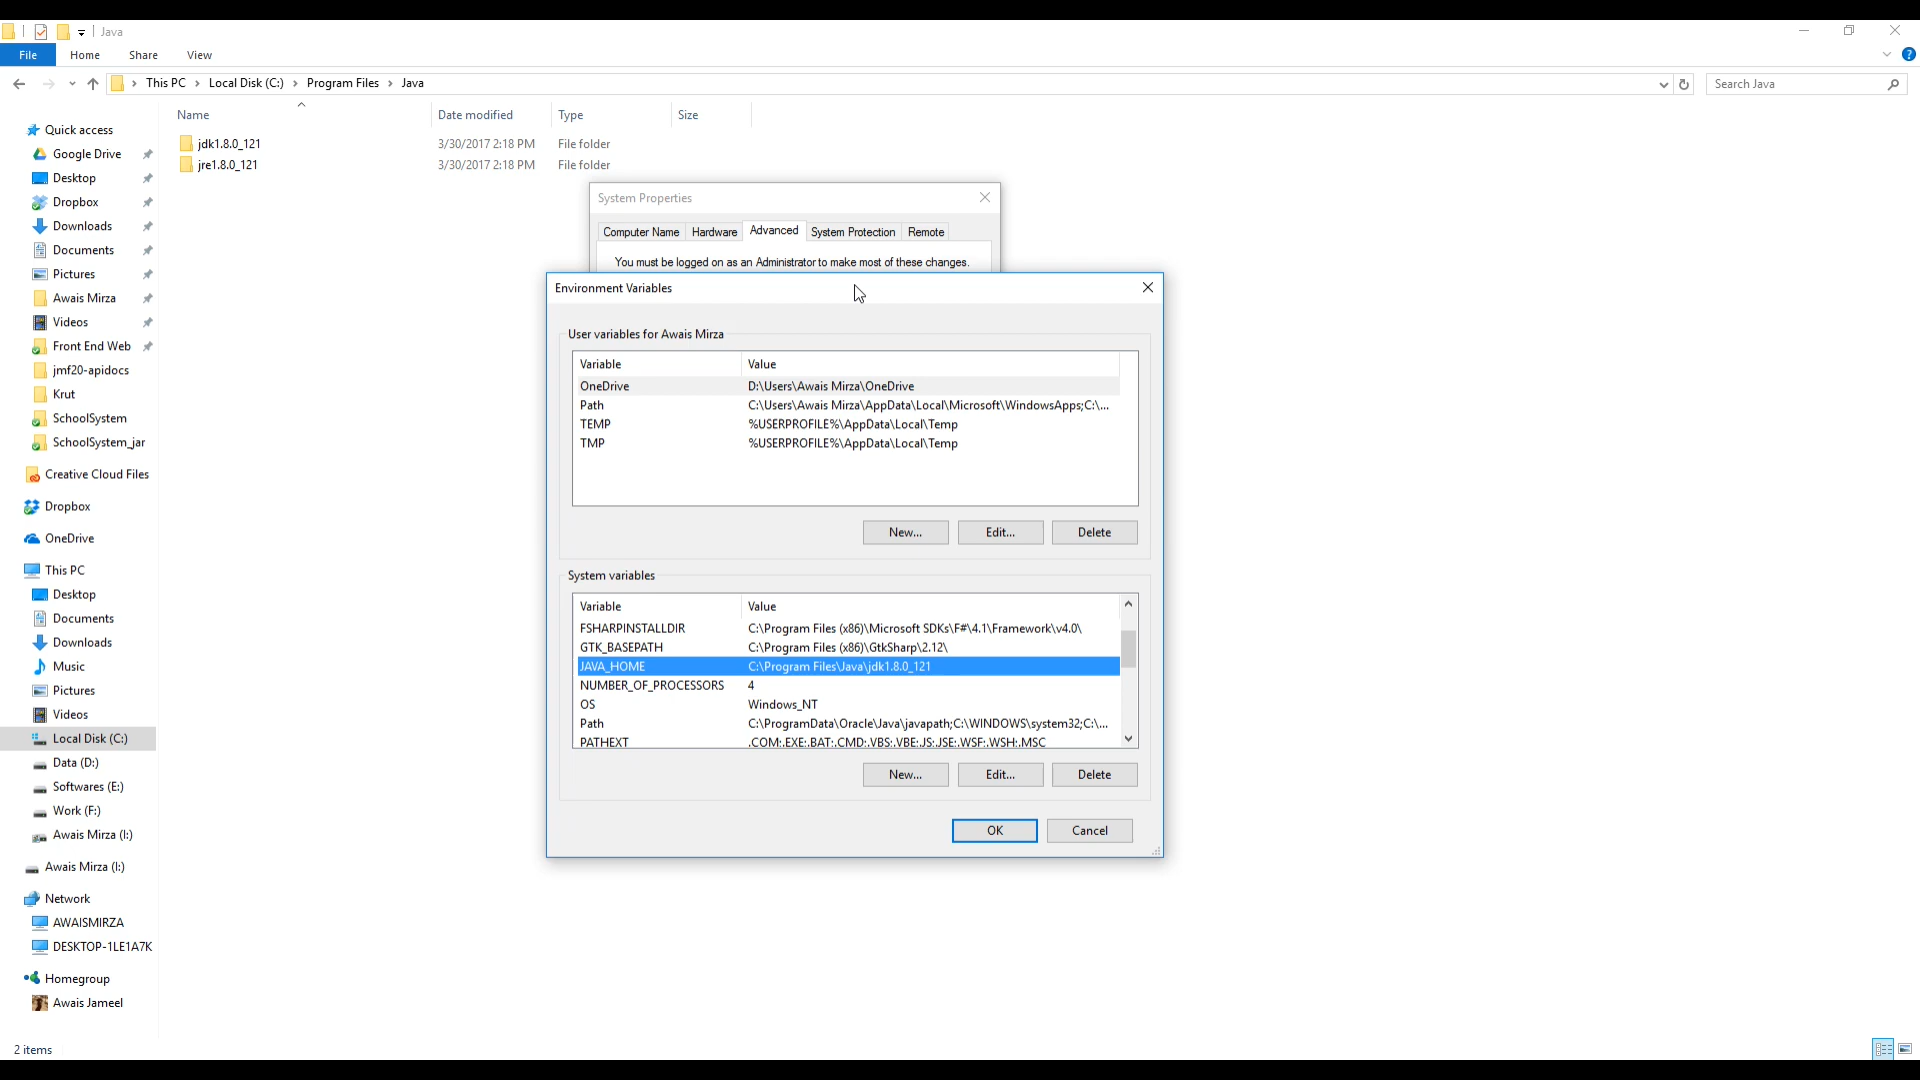 Java
File Home Share View
This PC > Local Disk (C:) > Program Files > Java
Search Java
Name Date modified Type Size
jdk1.8.0_121 3/30/2017 2:18 PM File folder
jre1.8.0_121 3/30/2017 2:18 PM File folder
Quick access
Google Drive
Desktop
Dropbox
Downloads
Documents
Pictures
Awais Mirza
Videos
Front End Web
jmf20-apidocs
Krut
SchoolSystem
SchoolSystem_jar
Creative Cloud Files
Dropbox
OneDrive
This PC
Desktop
Documents
Downloads
Music
Pictures
Videos
Local Disk (C:)
Data (D:)
Softwares (E:)
Work (F:)
Awais Mirza (I:)
Awais Mirza (I:)
Network
AWAISMIRZA
DESKTOP-1LE1A7K
Homegroup
Awais Jameel
2 items
System Properties
Computer Name Hardware Advanced System Protection Remote
You must be logged on as an Administrator to make most of these changes.
Environment Variables
User variables for Awais Mirza
Variable Value
OneDrive D:\Users\Awais Mirza\OneDrive
Path C:\Users\Awais Mirza\AppData\Local\Microsoft\WindowsApps;C:\...
TEMP %USERPROFILE%\AppData\Local\Temp
TMP %USERPROFILE%\AppData\Local\Temp
New... Edit... Delete
System variables
Variable Value
FSHARPINSTALLDIR C:\Program Files (x86)\Microsoft SDKs\F#\4.1\Framework\v4.0\
GTK_BASEPATH C:\Program Files (x86)\GtkSharp\2.12\
JAVA_HOME C:\Program Files\Java\jdk1.8.0_121
NUMBER_OF_PROCESSORS 4
OS Windows_NT
Path C:\ProgramData\Oracle\Java\javapath;C:\WINDOWS\system32;C:\...
PATHEXT .COM;.EXE;.BAT;.CMD;.VBS;.VBE;.JS;.JSE;.WSF;.WSH;.MSC
New... Edit... Delete
OK Cancel